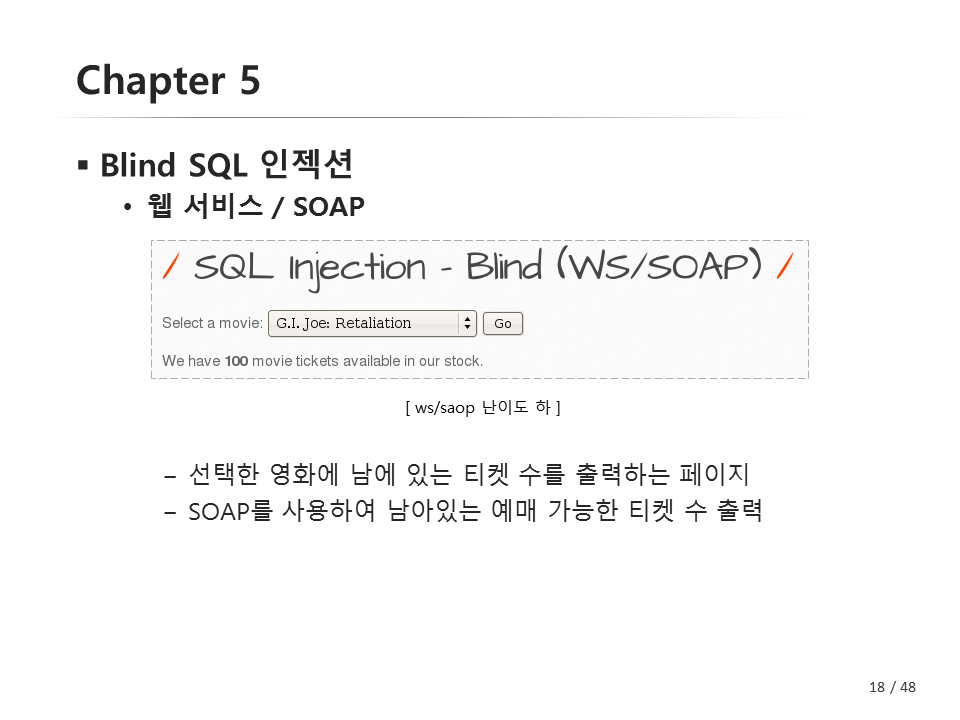 Chapter 5
▪ Blind SQL 인젝션
• 웹 서비스 / SOAP
/ SQL Injection - Blind (WS/SOAP) /
Select a movie: G.I. Joe: Retaliation Go
We have 100 movie tickets available in our stock.
[ ws/saop 난이도 하 ]
– 선택한 영화에 남에 있는 티켓 수를 출력하는 페이지
– SOAP를 사용하여 남아있는 예매 가능한 티켓 수 출력
18 / 48